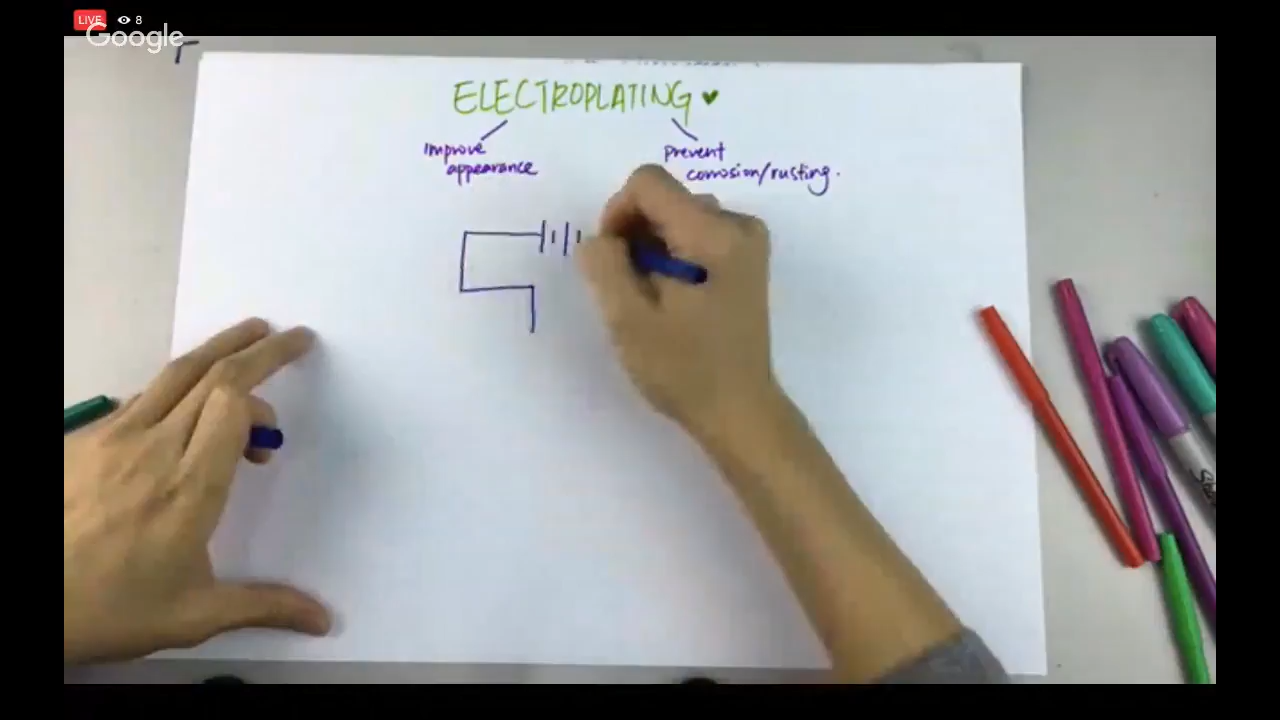 LIVE 8
Google
ELECTROPLATING
Improve
appearance
prevent
corrosion/rusting.